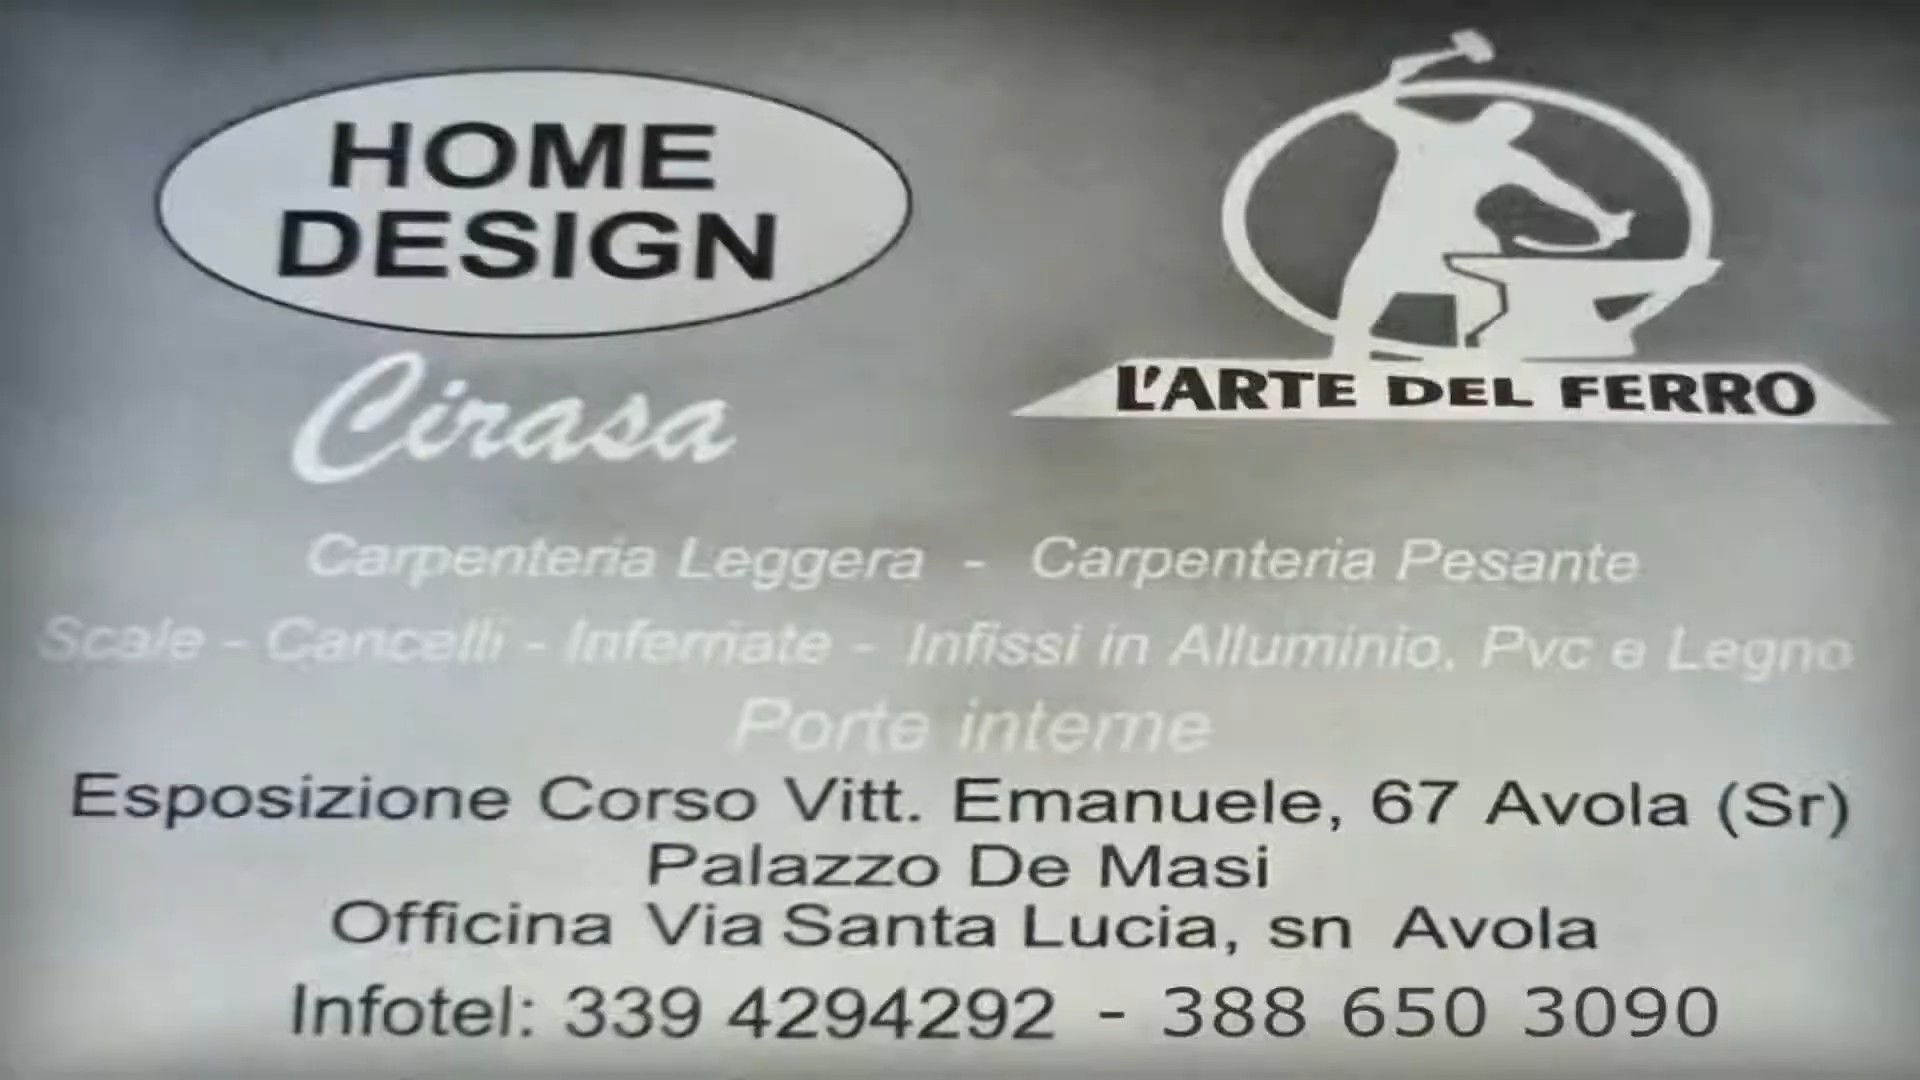 HOME
DESIGN
Cirasa
L'ARTE DEL FERRO
Carpenteria Leggera - Carpenteria Pesante
Scale - Cancelli - Inferriate - Infissi in Alluminio, Pvc e Legno
Porte interne
Esposizione Corso Vitt. Emanuele, 67 Avola (Sr)
Palazzo De Masi
Officina Via Santa Lucia, sn Avola
Infotel: 339 4294292 - 388 650 3090